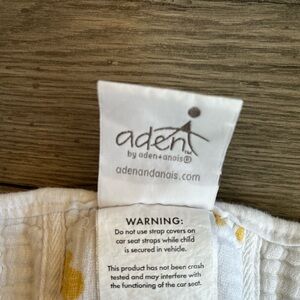 aden™
by aden+anais®
adenandanais.com
WARNING:
Do not use strap covers on
car seat straps while child
is secured in vehicle.
This product has not been crash
tested and may interfere with
the functioning of the car seat.